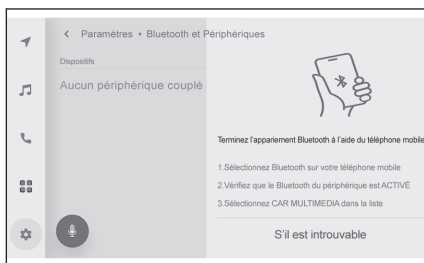 Paramètres • Bluetooth et Périphériques
Dispositifs
Aucun périphérique couplé
Terminez l'appariement Bluetooth à l'aide du téléphone mobile
1.Sélectionnez Bluetooth sur votre téléphone mobile
2.Vérifiez que le Bluetooth du périphérique est ACTIVÉ
3.Sélectionnez CAR MULTIMEDIA dans la liste
S'il est introuvable